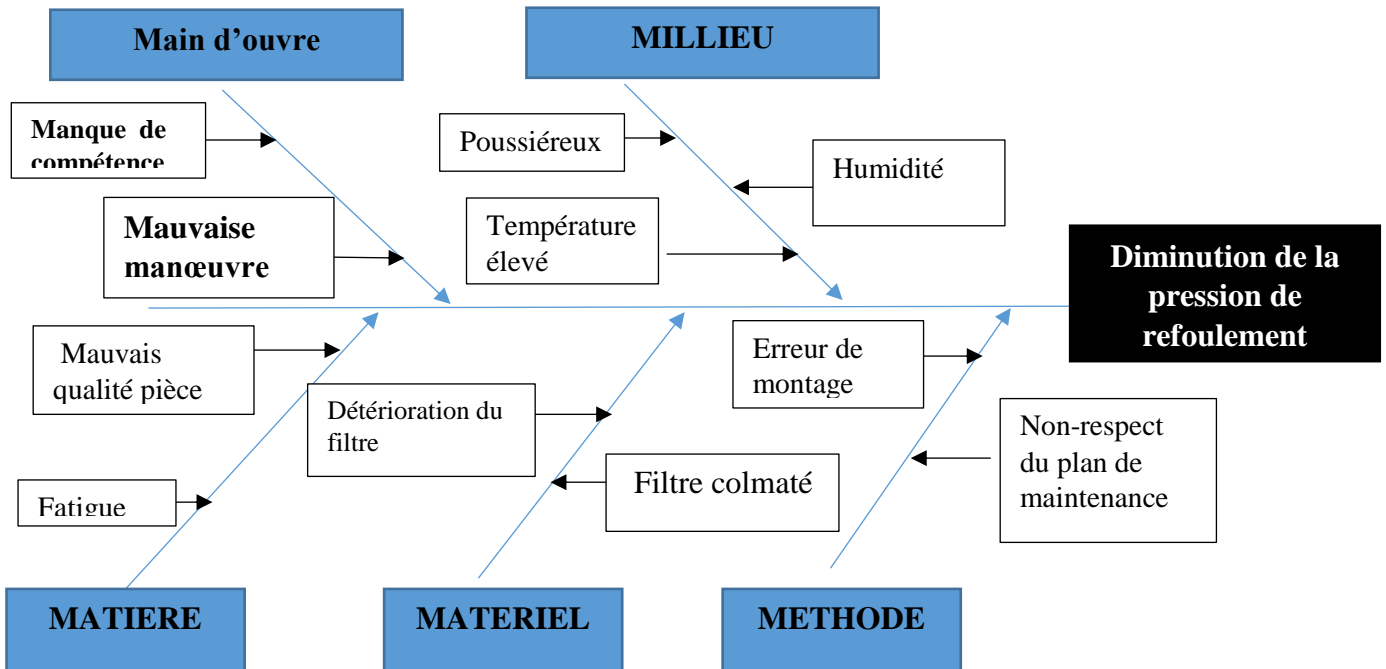 Main d’ouvre
MILLIEU
Manque de
compétence
Poussiéreux
Humidité
Mauvaise
manœuvre
Température
élevé
Diminution de la
pression de
refoulement
Mauvais
qualité pièce
Erreur de
montage
Détérioration du
filtre
Non-respect
du plan de
maintenance
Filtre colmaté
Fatigue
MATIERE
MATERIEL
METHODE